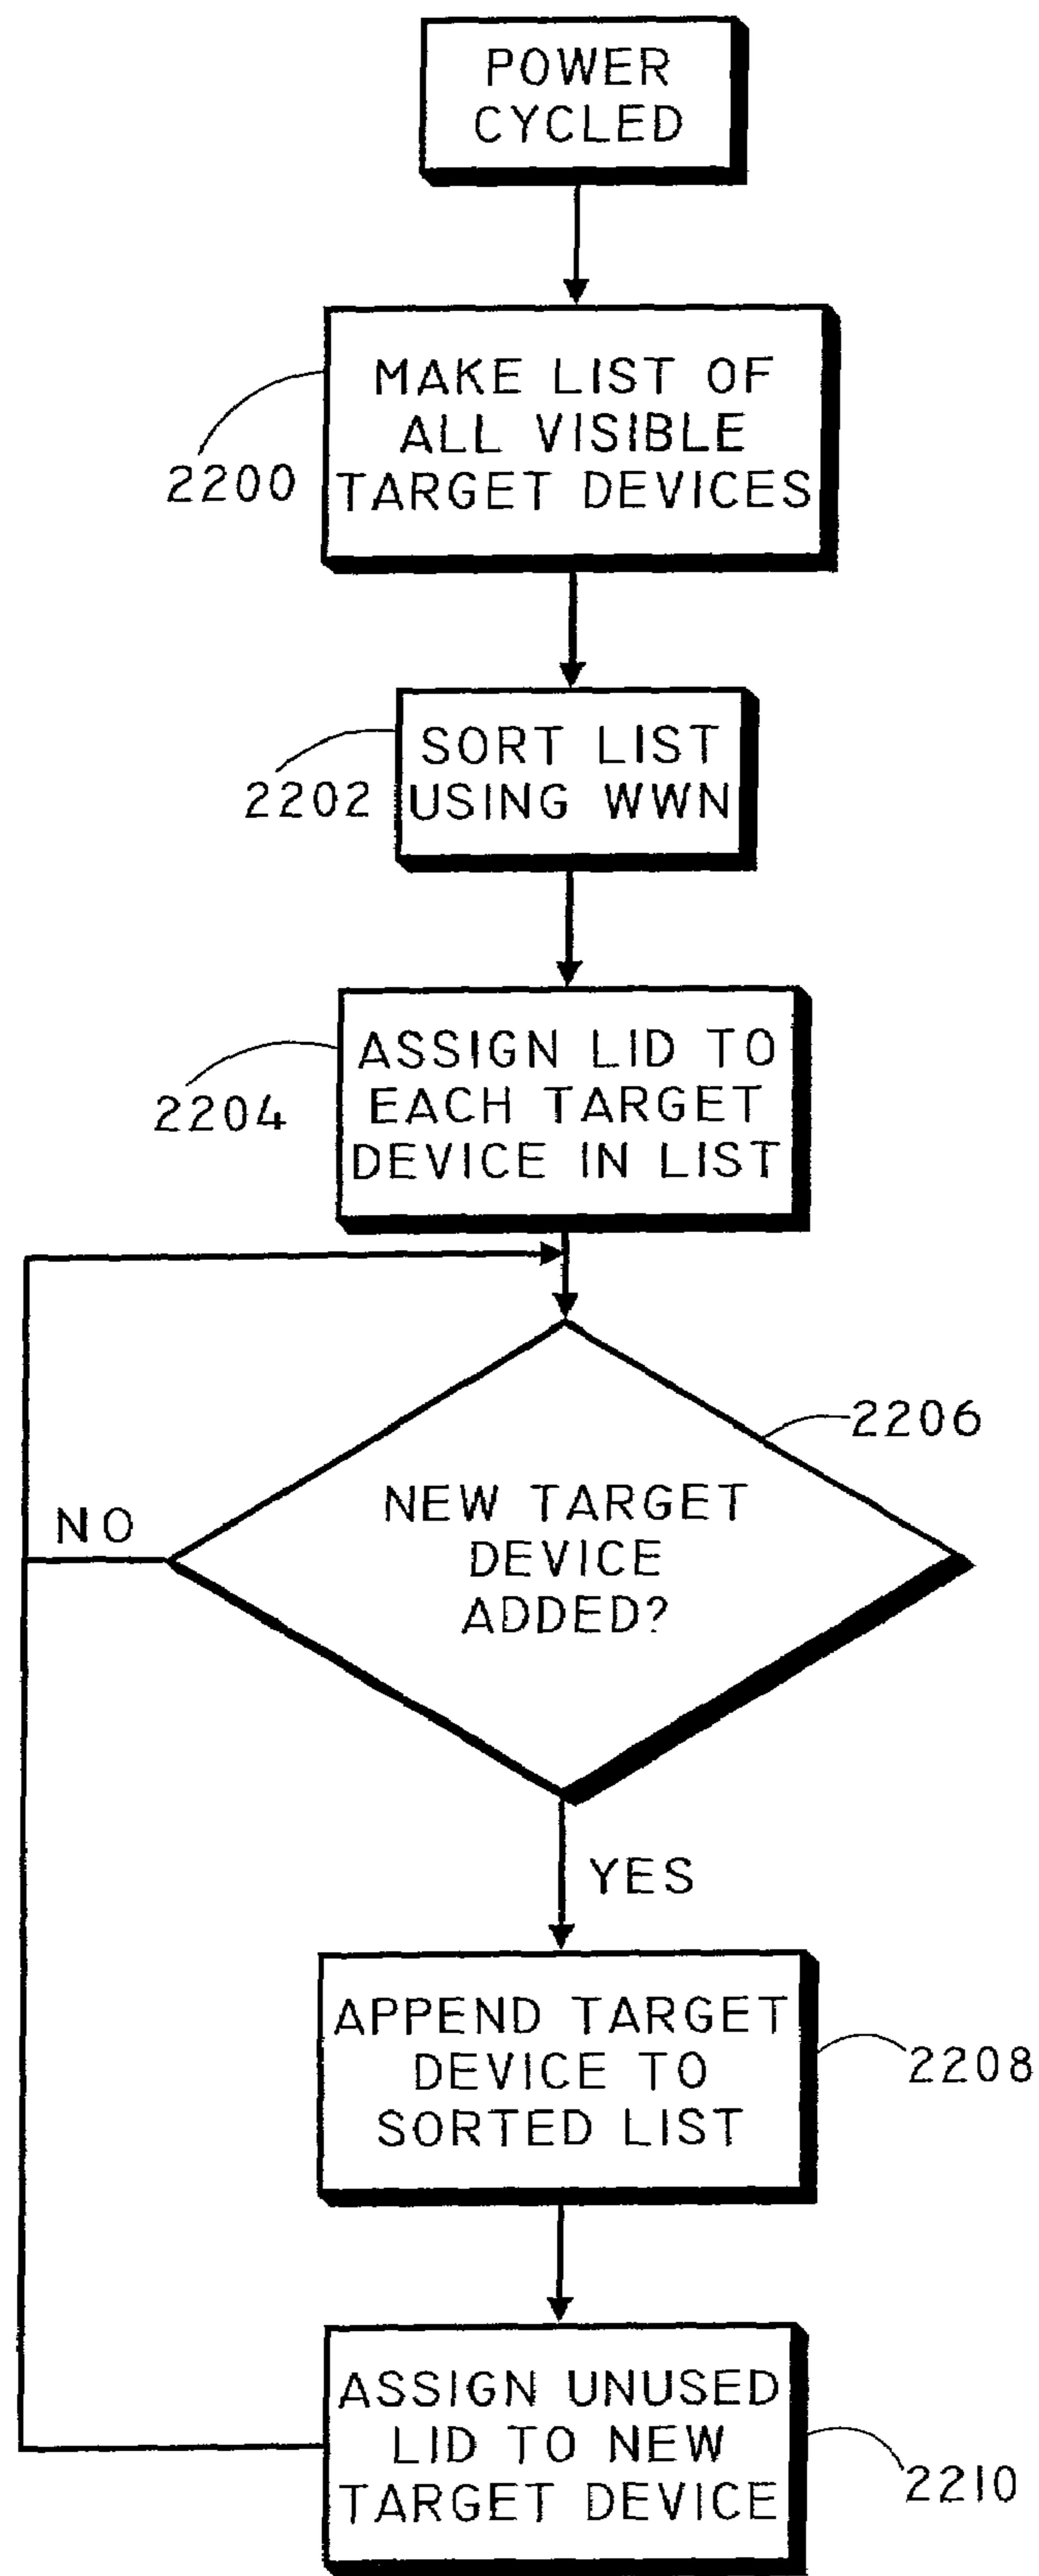 POWER
CYCLED
MAKE LIST OF
ALL VISIBLE
TARGET DEVICES
2200
SORT LIST
USING WWN
2202
ASSIGN LID TO
EACH TARGET
DEVICE IN LIST
2204
2206
NEW TARGET
DEVICE
ADDED?
NO
YES
APPEND TARGET
DEVICE TO
SORTED LIST
2208
ASSIGN UNUSED
LID TO NEW
TARGET DEVICE
2210